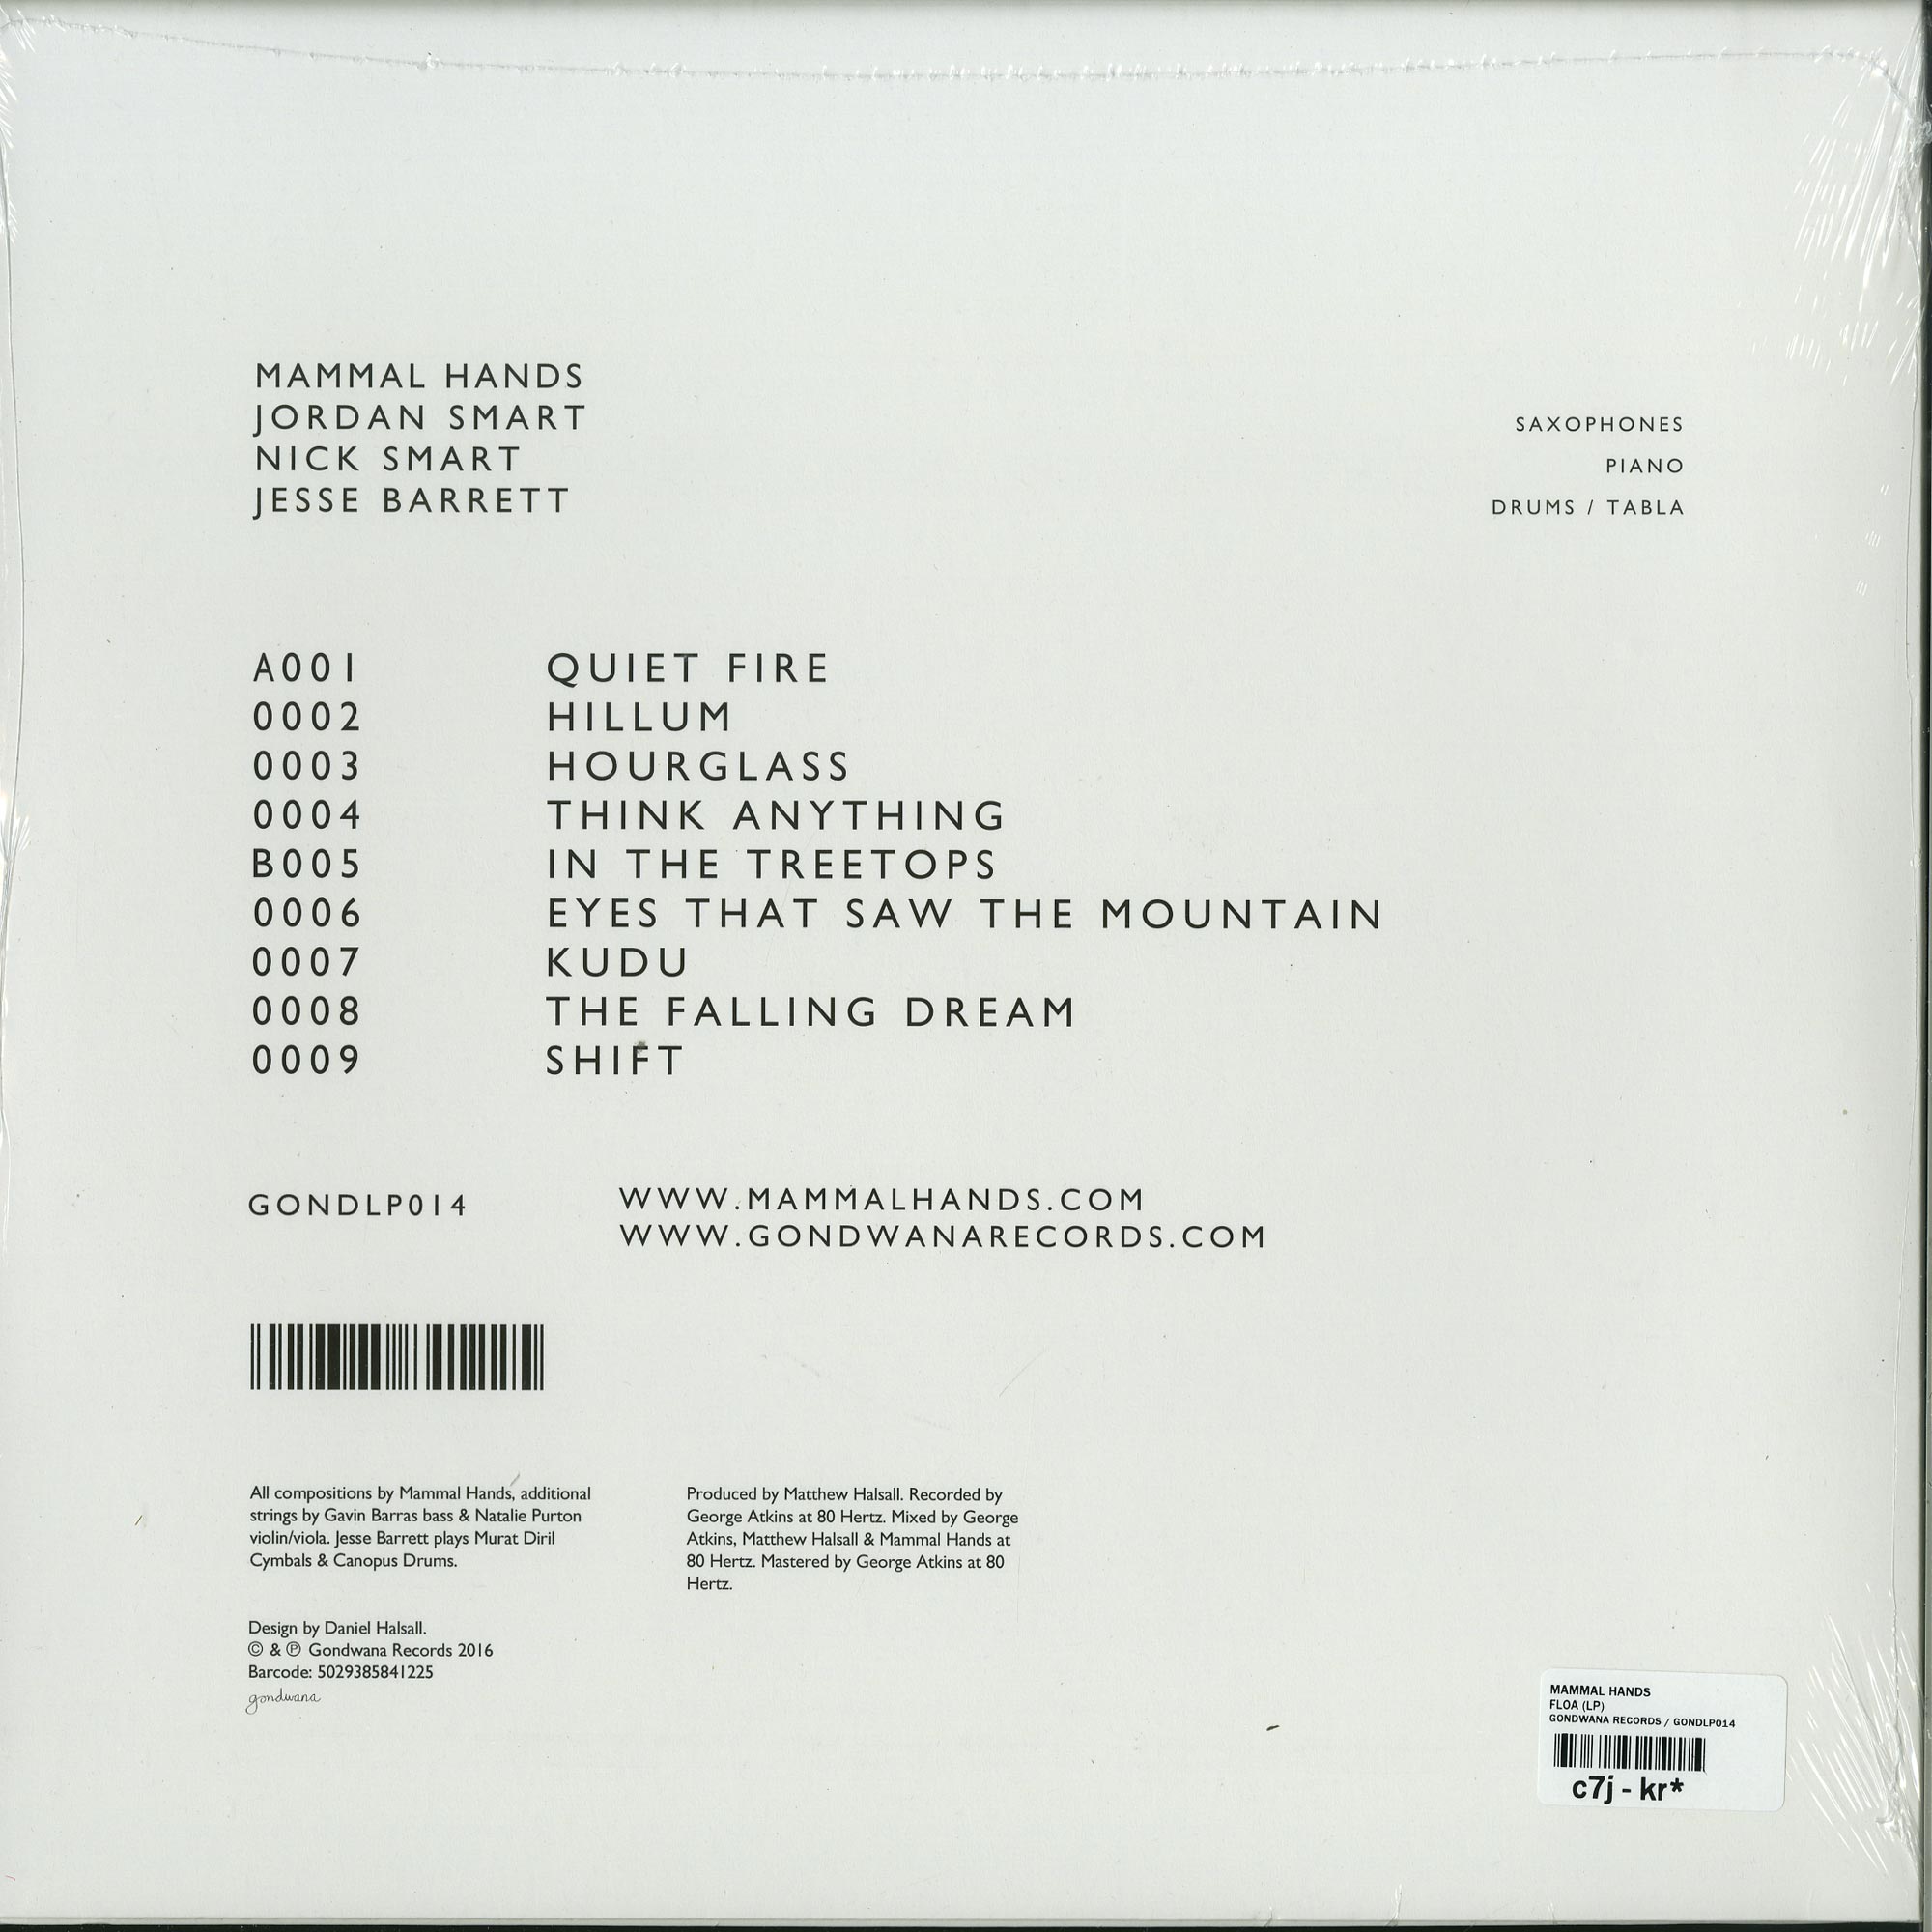 MAMMAL HANDS
JORDAN SMART SAXOPHONES
NICK SMART PIANO
JESSE BARRETT DRUMS / TABLA
A001 QUIET FIRE
0002 HILLUM
0003 HOURGLASS
0004 THINK ANYTHING
B005 IN THE TREETOPS
0006 EYES THAT SAW THE MOUNTAIN
0007 KUDU
0008 THE FALLING DREAM
0009 SHIFT
GONDLP014
WWW.MAMMALHANDS.COM
WWW.GONDWANARECORDS.COM
All compositions by Mammal Hands, additional
strings by Gavin Barras bass & Natalie Purton
violin/viola. Jesse Barrett plays Murat Diril
Cymbals & Canopus Drums.
Produced by Matthew Halsall. Recorded by
George Atkins at 80 Hertz. Mixed by George
Atkins, Matthew Halsall & Mammal Hands at
80 Hertz. Mastered by George Atkins at 80
Hertz.
Design by Daniel Halsall.
© & ℗ Gondwana Records 2016
Barcode: 5029385841225
gondwana
MAMMAL HANDS
FLOA (LP)
GONDWANA RECORDS / GONDLP014
c7j - kr*